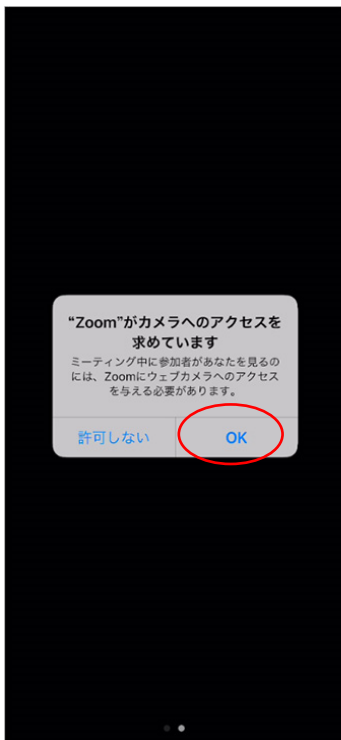 “Zoom”がカメラへのアクセスを
求めています
ミーティング中に参加者があなたを見るの
には、Zoomにウェブカメラへのアクセス
を与える必要があります。
許可しない
OK